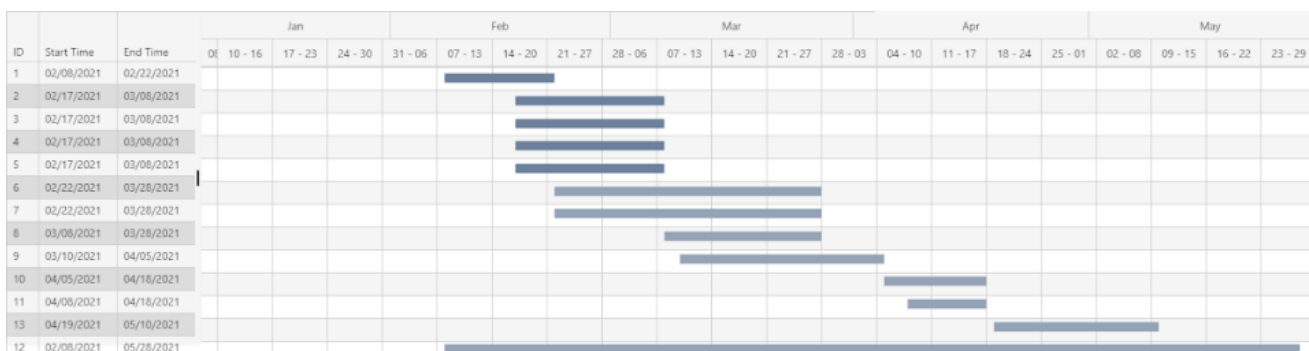 Jan Feb Mar Apr May
ID Start Time End Time 10 - 16 17 - 23 24 - 30 31 - 06 07 - 13 14 - 20 21 - 27 28 - 06 07 - 13 14 - 20 21 - 27 28 - 03 04 - 10 11 - 17 18 - 24 25 - 01 02 - 08 09 - 15 16 - 22 23 - 29
1 02/08/2021 02/22/2021
2 02/17/2021 03/08/2021
3 02/17/2021 03/08/2021
4 02/17/2021 03/08/2021
5 02/17/2021 03/08/2021
6 02/22/2021 03/28/2021
7 02/22/2021 03/28/2021
8 03/08/2021 03/28/2021
9 03/10/2021 04/05/2021
10 04/05/2021 04/18/2021
11 04/08/2021 04/18/2021
13 04/19/2021 05/10/2021
12 02/08/2021 05/28/2021